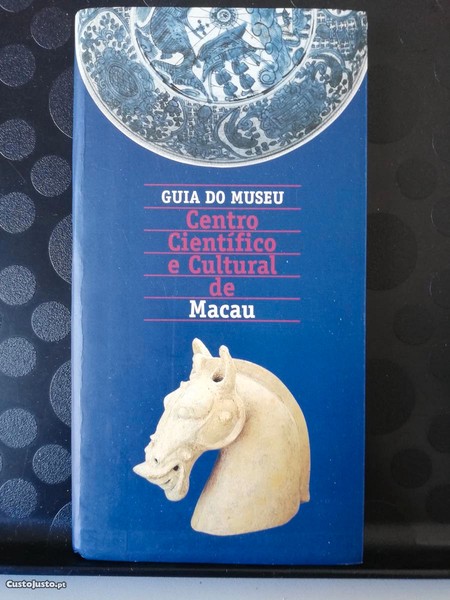 GUIA DO MUSEU
Centro
Científico
e Cultural
de
Macau
CustoJusto.pt